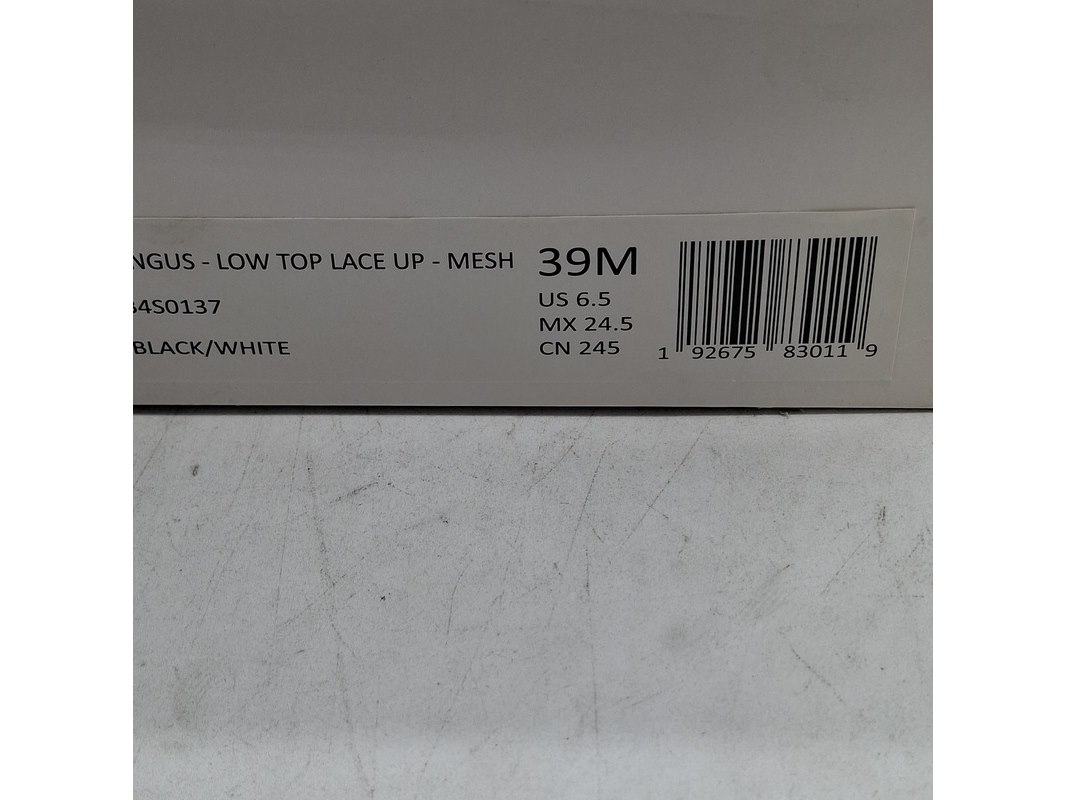 NGUS - LOW TOP LACE UP - MESH
4S0137
BLACK/WHITE
39M
US 6.5
MX 24.5
CN 245
1 92675 83011 9